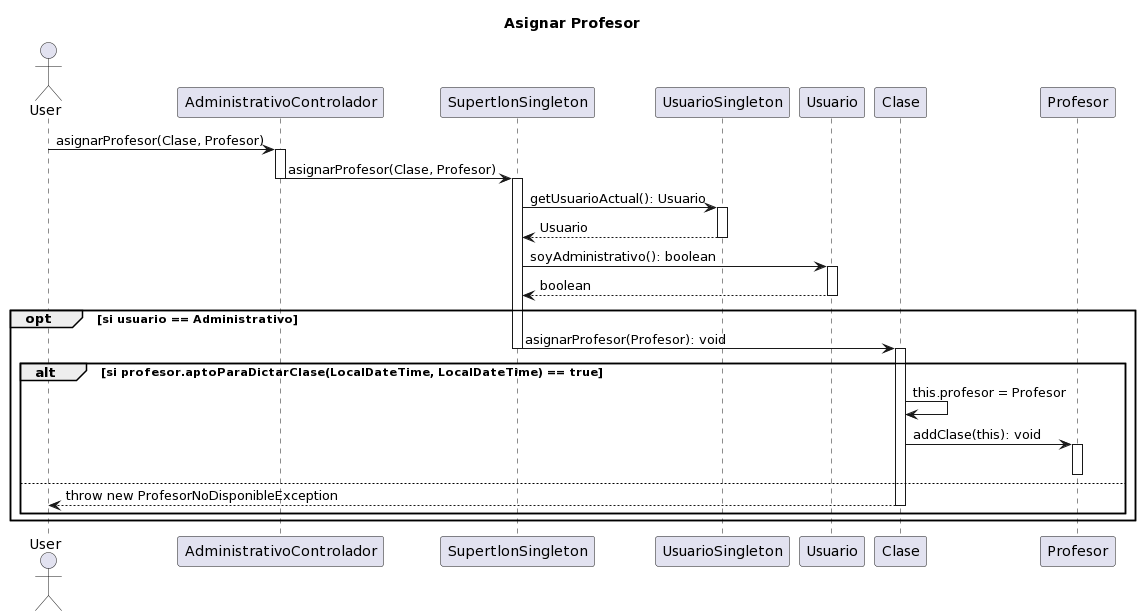 Asignar Profesor
User
AdministrativoControlador
SupertlonSingleton
UsuarioSingleton
Usuario
Clase
Profesor
asignarProfesor(Clase, Profesor)
asignarProfesor(Clase, Profesor)
getUsuarioActual(): Usuario
Usuario
soyAdministrativo(): boolean
boolean
opt
[si usuario == Administrativo]
asignarProfesor(Profesor): void
alt
[si profesor.aptoParaDictarClase(LocalDateTime, LocalDateTime) == true]
this.profesor = Profesor
addClase(this): void
throw new ProfesorNoDisponibleException
User
AdministrativoControlador
SupertlonSingleton
UsuarioSingleton
Usuario
Clase
Profesor